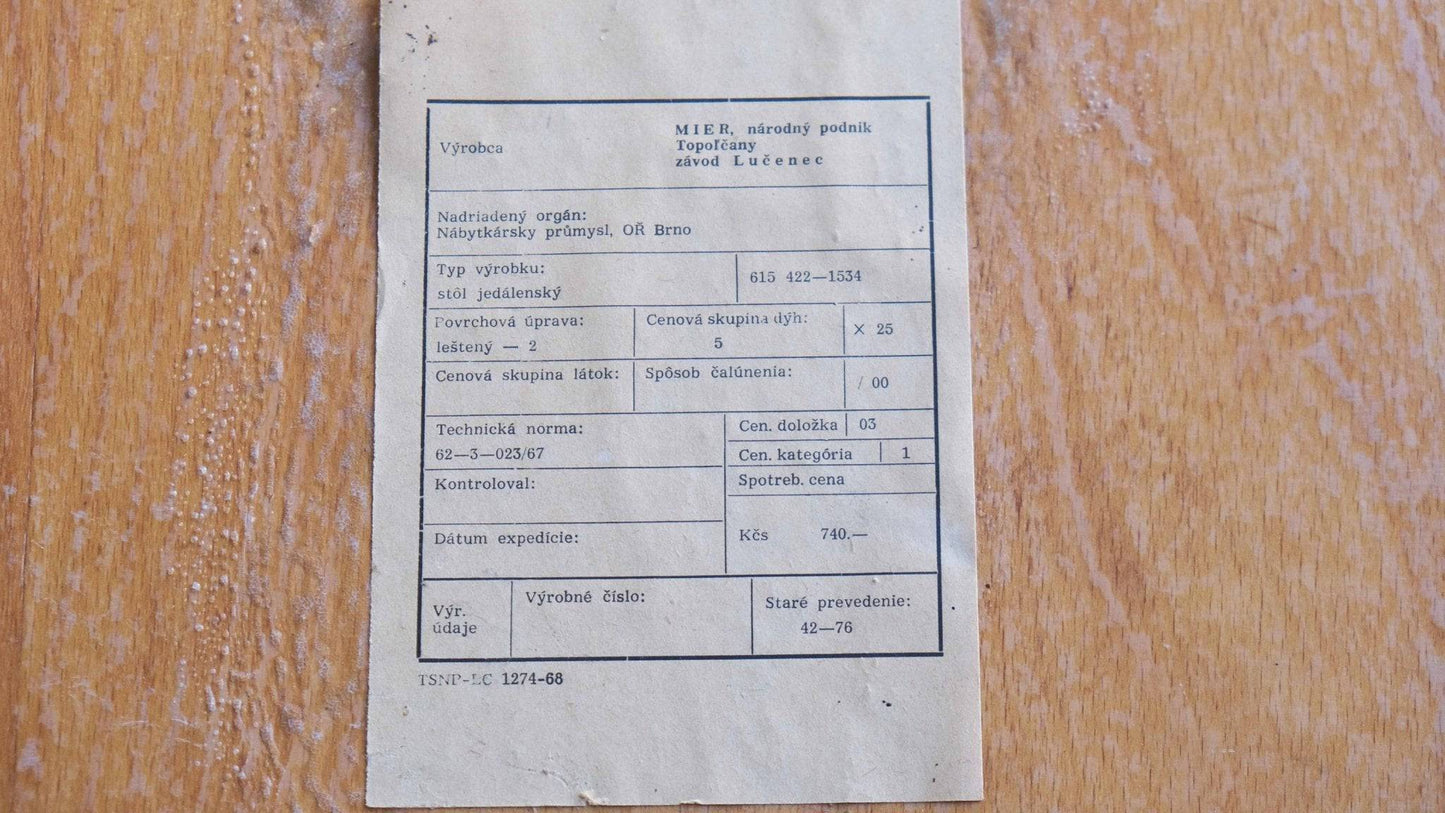 Výrobca
MIER, národný podnik
Topoľčany
závod Lučenec
Nadriadený orgán:
Nábytkársky průmysl, OŘ Brno
Typ výrobku:
stôl jedálenský
615 422—1534
Povrchová úprava:
leštený — 2
Cenová skupina dýh:
5
× 25
Cenová skupina látok:
Spôsob čalúnenia:
/ 00
Technická norma:
62—3—023/67
Cen. doložka 03
Cen. kategória 1
Spotreb. cena
Kontroloval:
Kčs 740.—
Dátum expedície:
Výr.
údaje
Výrobné číslo:
Staré prevedenie:
42—76
TSNP-LC 1274-68